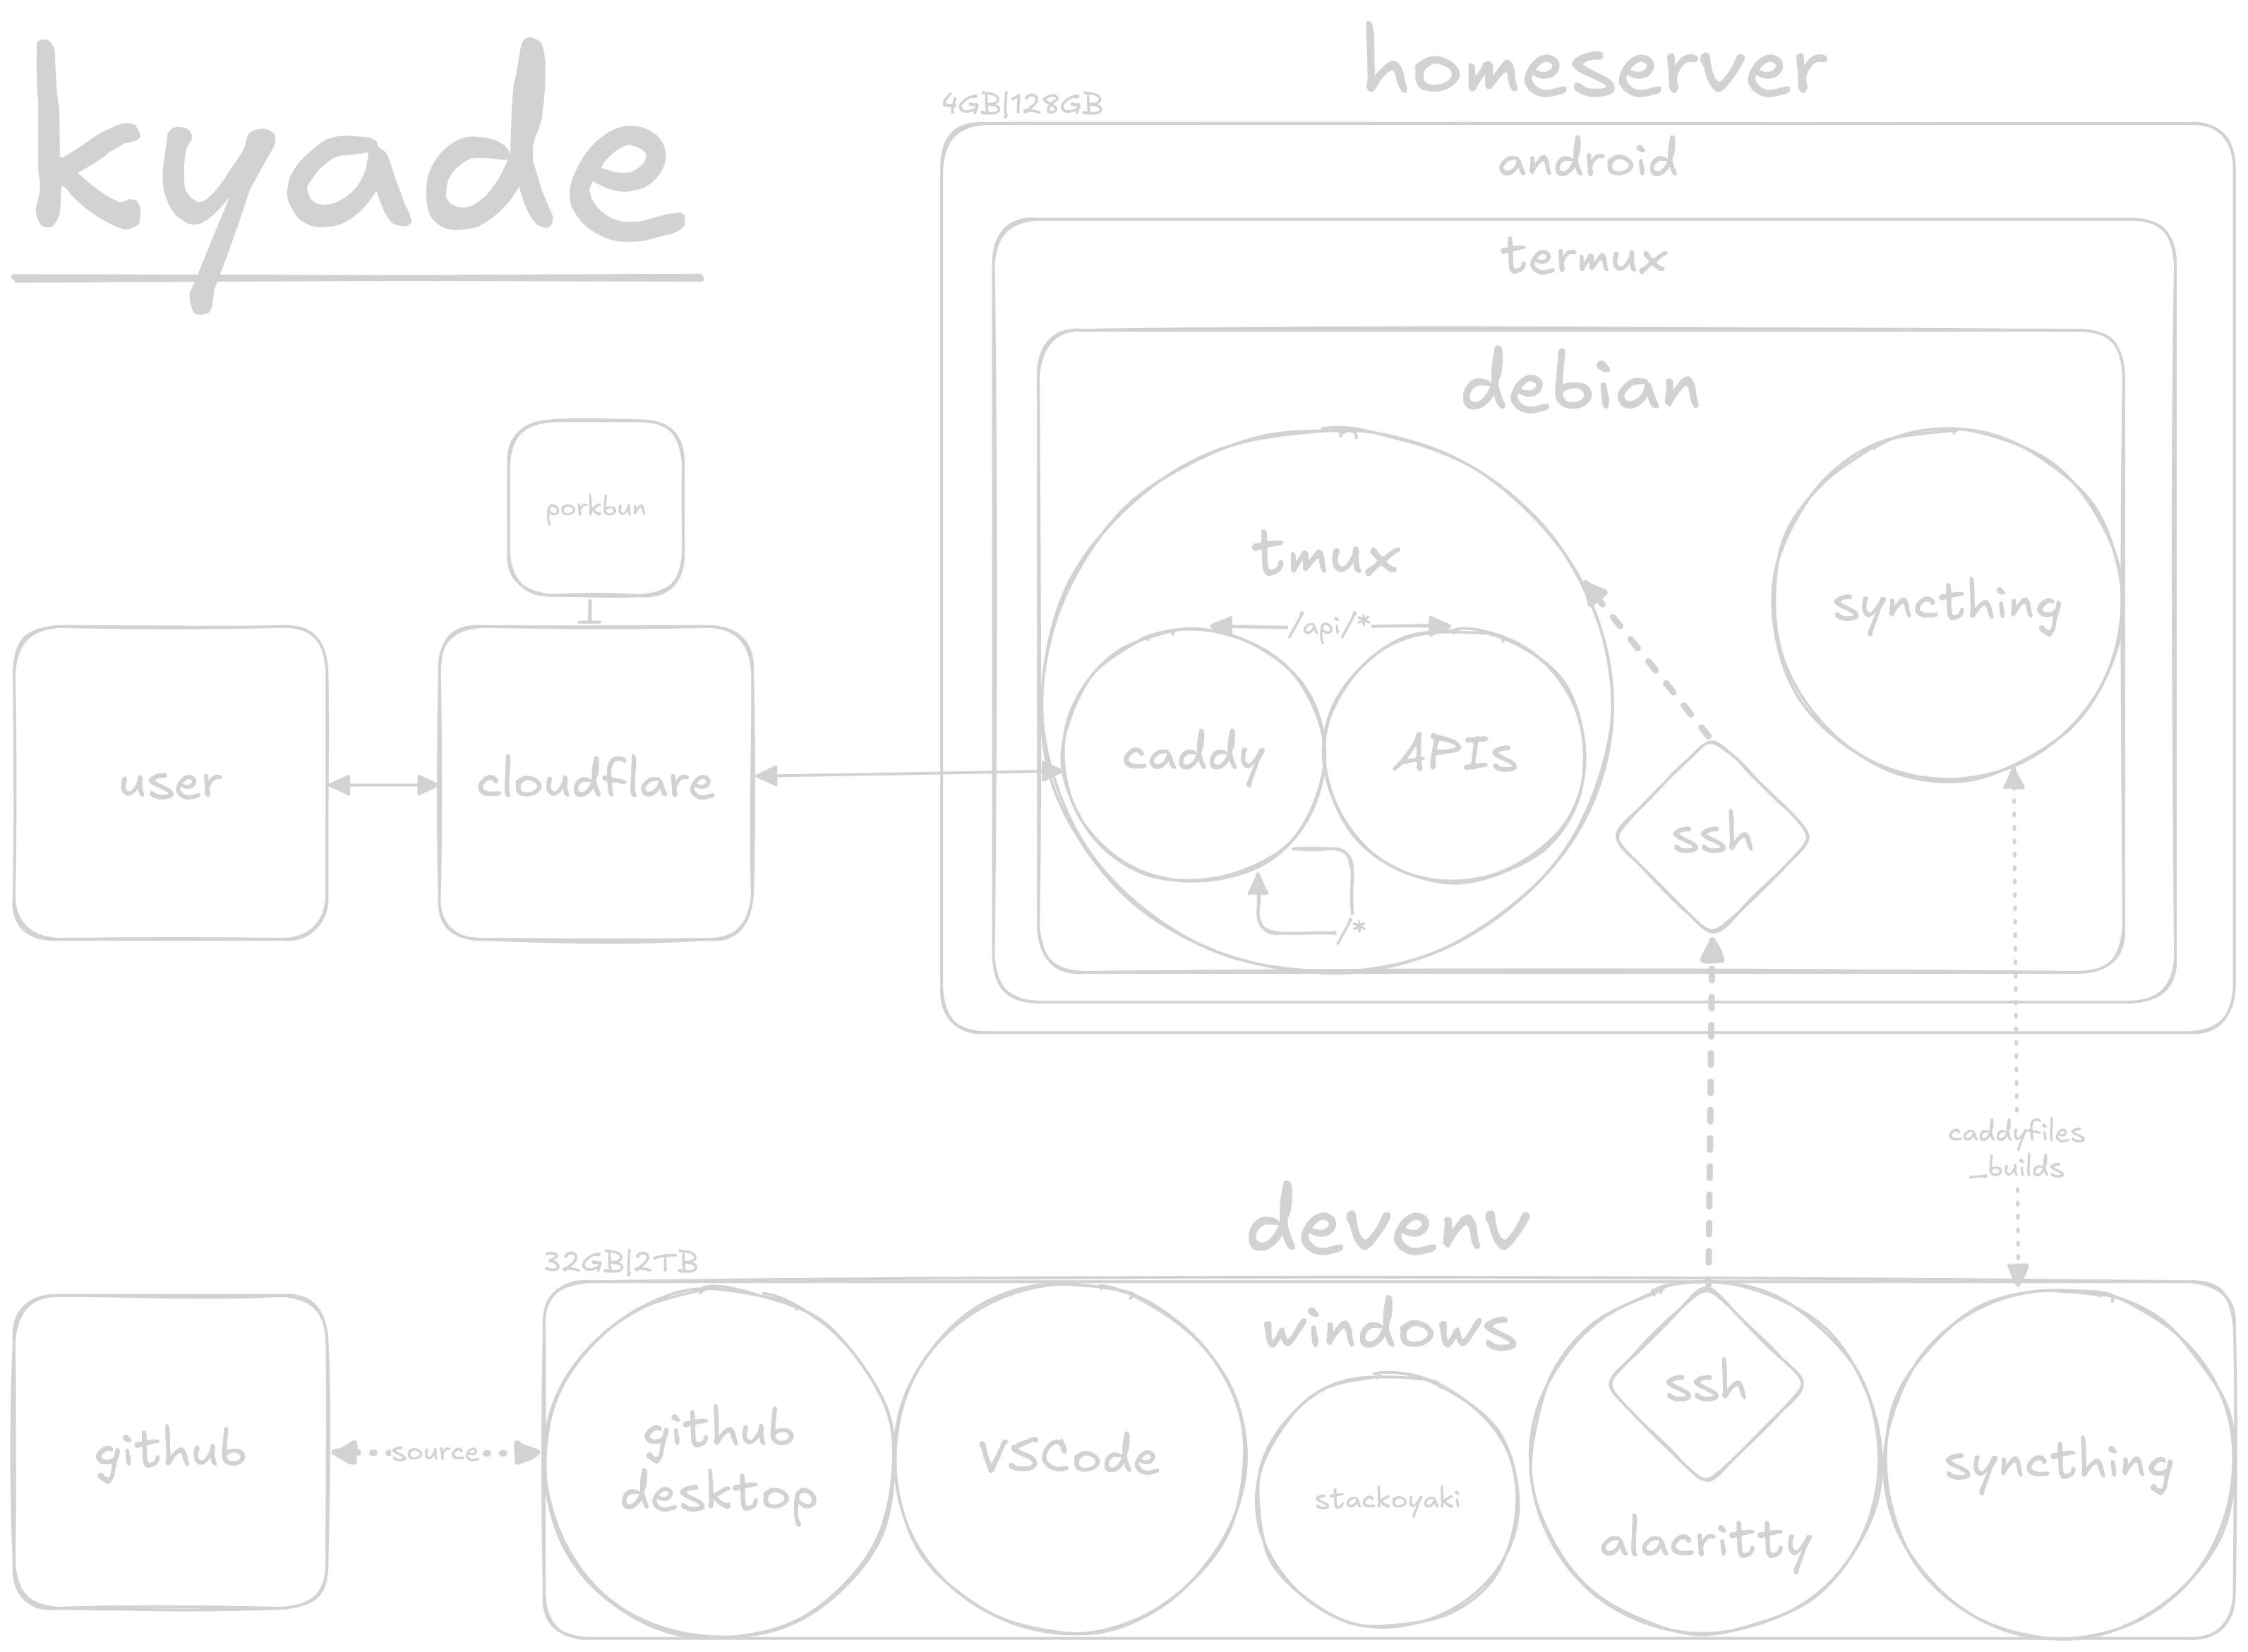 kyade
homeserver
4GB|128GB
android
termux
debian
porkbun
tmux
syncthing
/api/*
user
cloudflare
caddy
APIs
ssh
/*
caddyfiles
_builds
devenv
32GB|2TB
windows
github
source
github
desktop
VSCode
stackoyaki
ssh
alacritty
syncthing